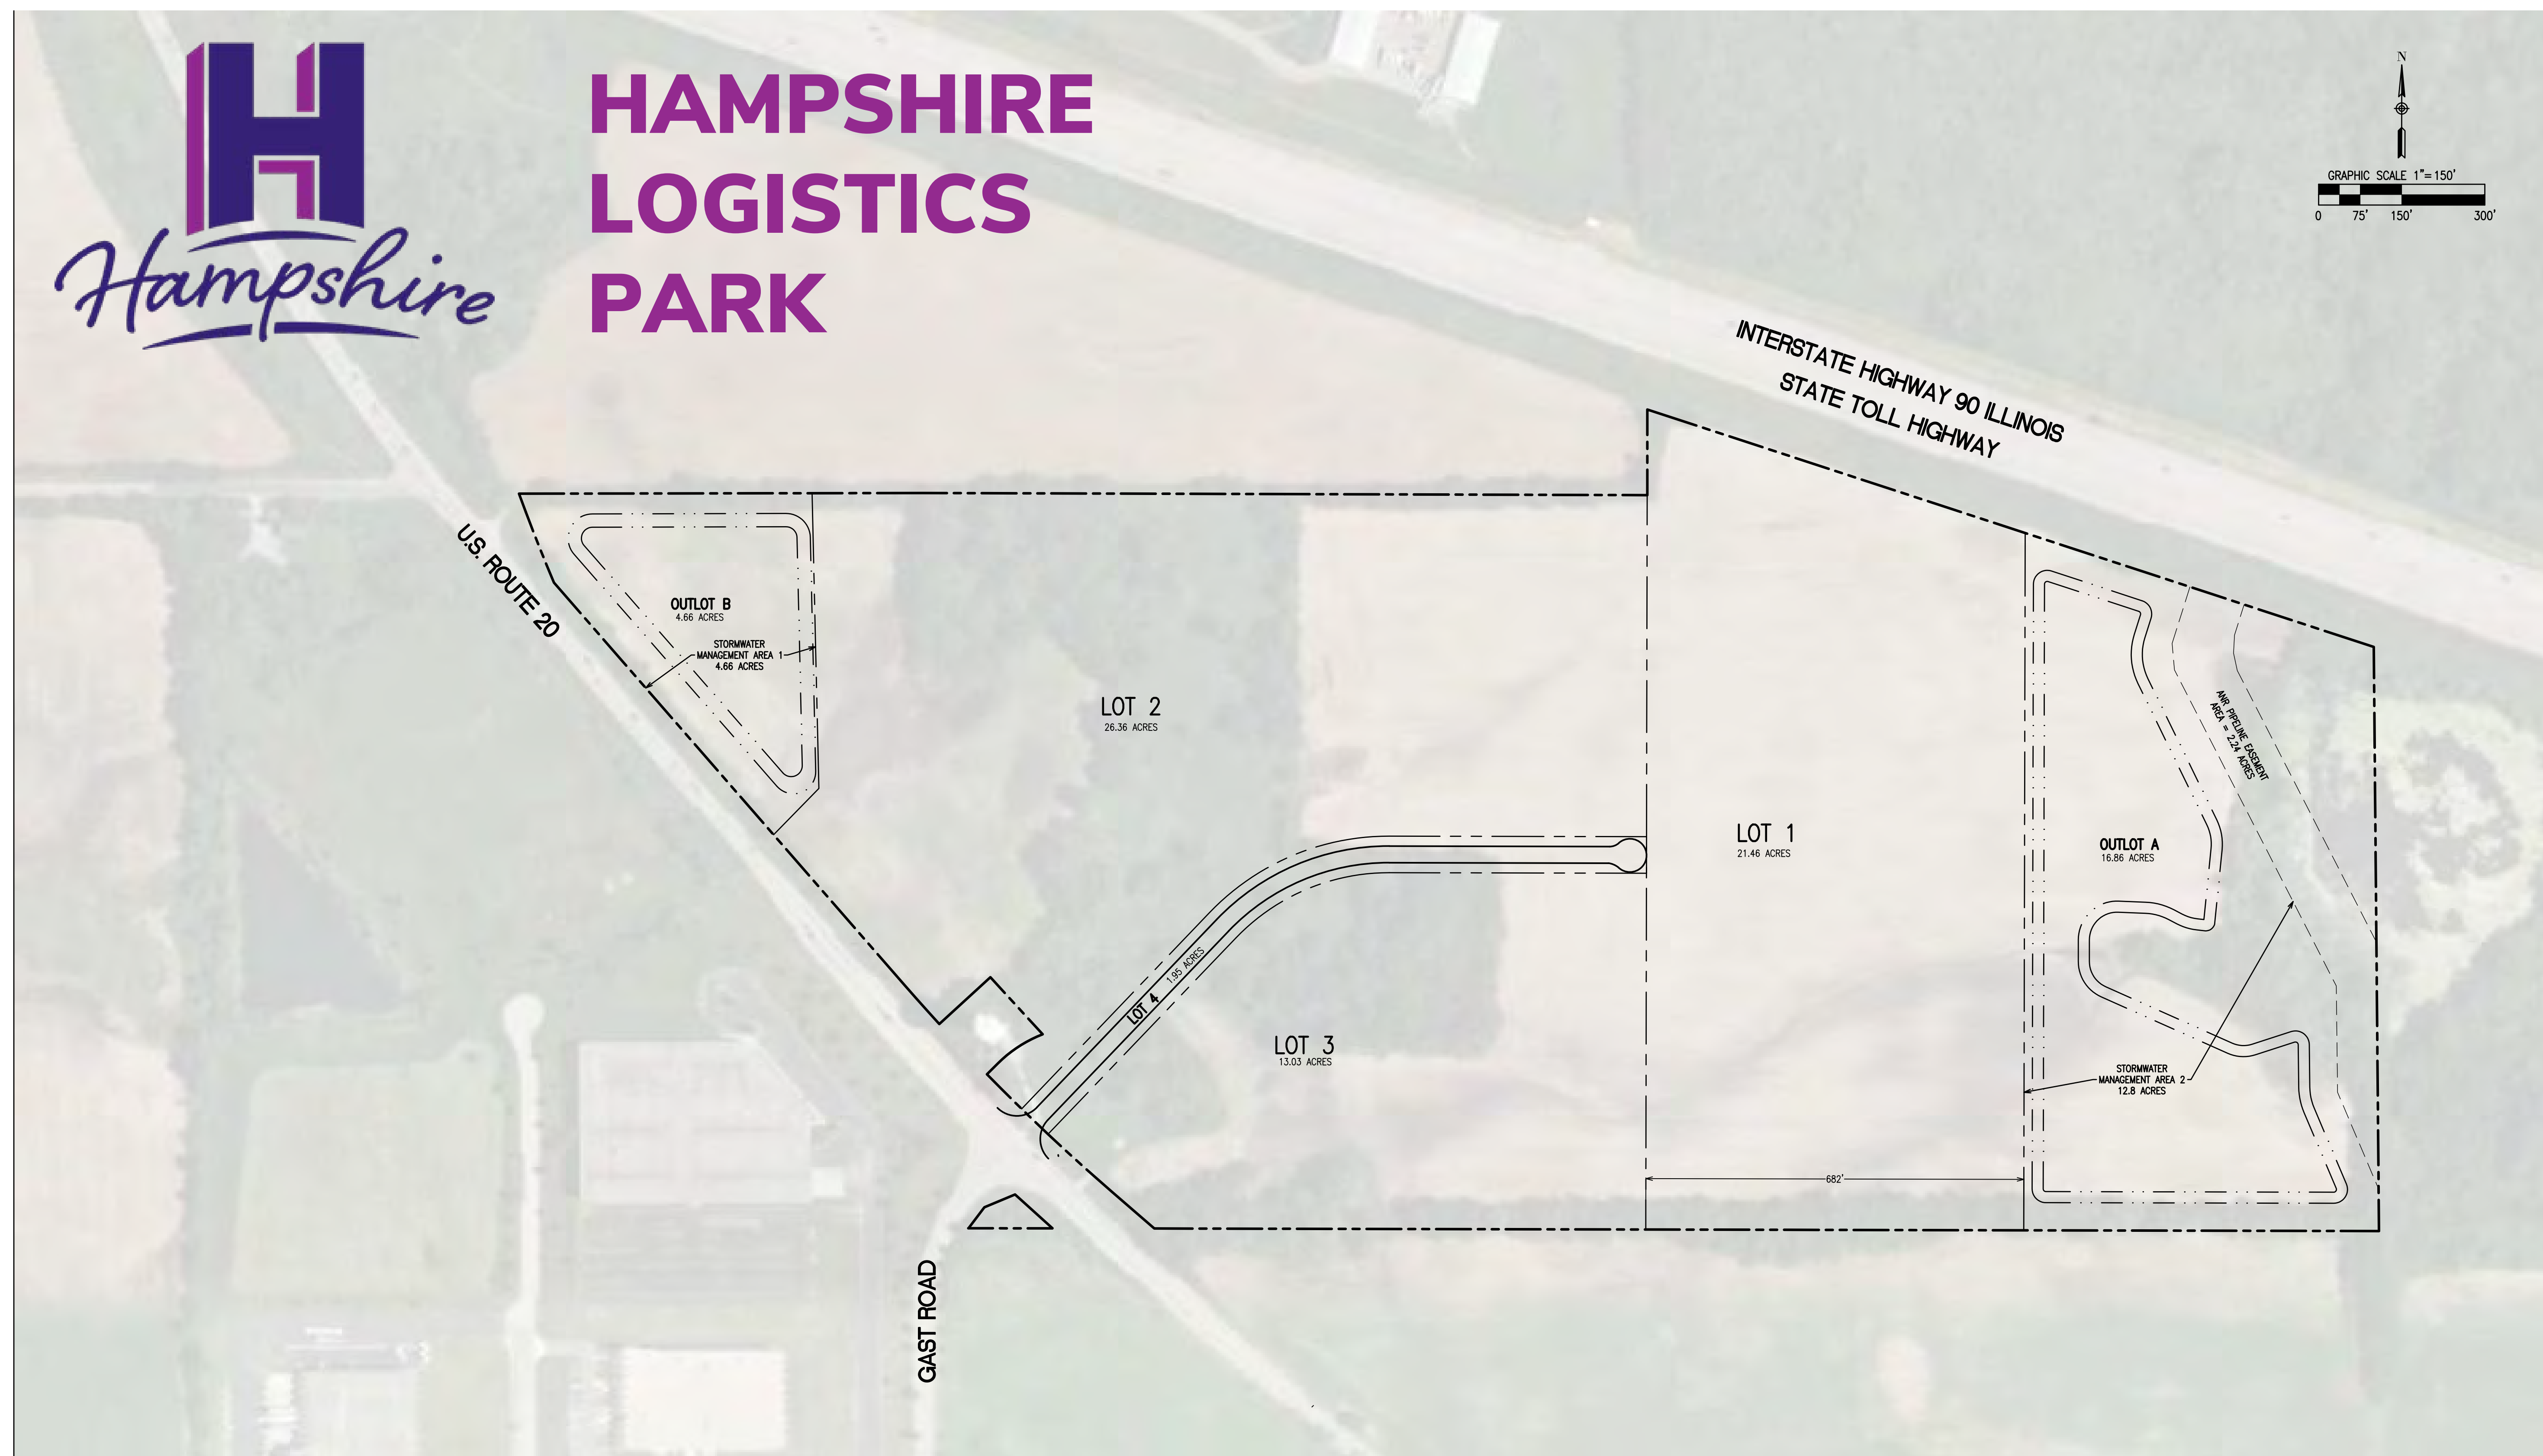 H
Hampshire
HAMPSHIRE
LOGISTICS
PARK
N
GRAPHIC SCALE 1"=150'
0 75' 150' 300'
INTERSTATE HIGHWAY 90 ILLINOIS
STATE TOLL HIGHWAY
U.S. ROUTE 20
OUTLOT B
4.66 ACRES
STORMWATER
MANAGEMENT AREA 1
4.66 ACRES
LOT 2
26.36 ACRES
ANR PIPELINE EASEMENT
AREA = 2.24 ACRES
LOT 1
21.46 ACRES
OUTLOT A
16.86 ACRES
LOT 4 1.95 ACRES
LOT 3
13.03 ACRES
STORMWATER
MANAGEMENT AREA 2
12.8 ACRES
682'
GAST ROAD